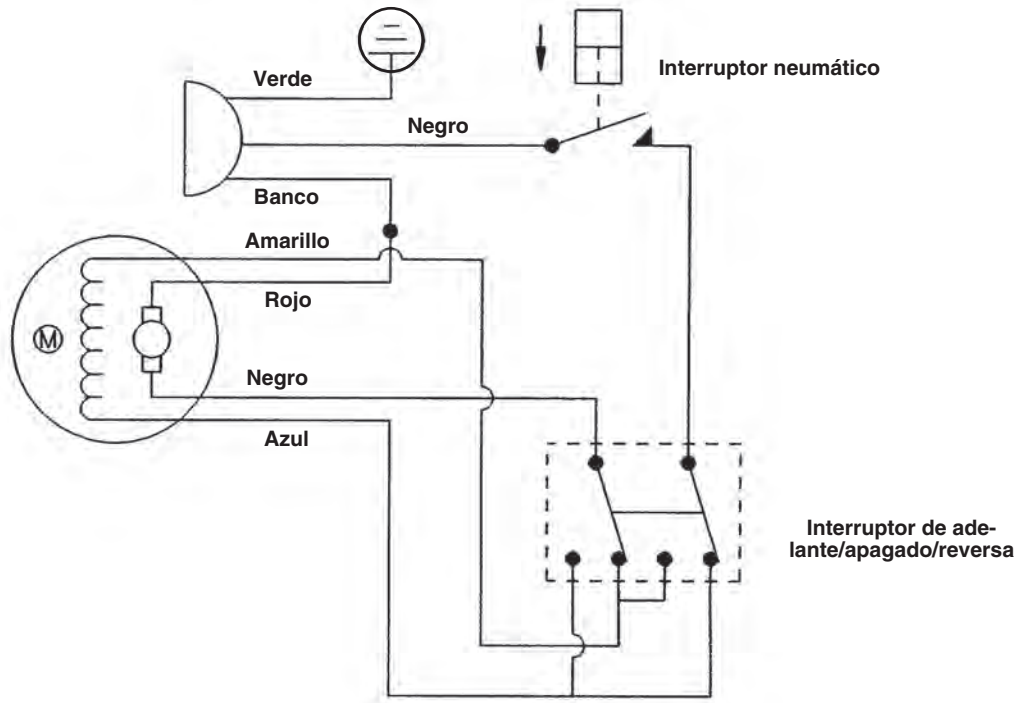 Verde
Interruptor neumático
Negro
Banco
Amarillo
Rojo
M
Negro
Azul
Interruptor de ade-
lante/apagado/reversa